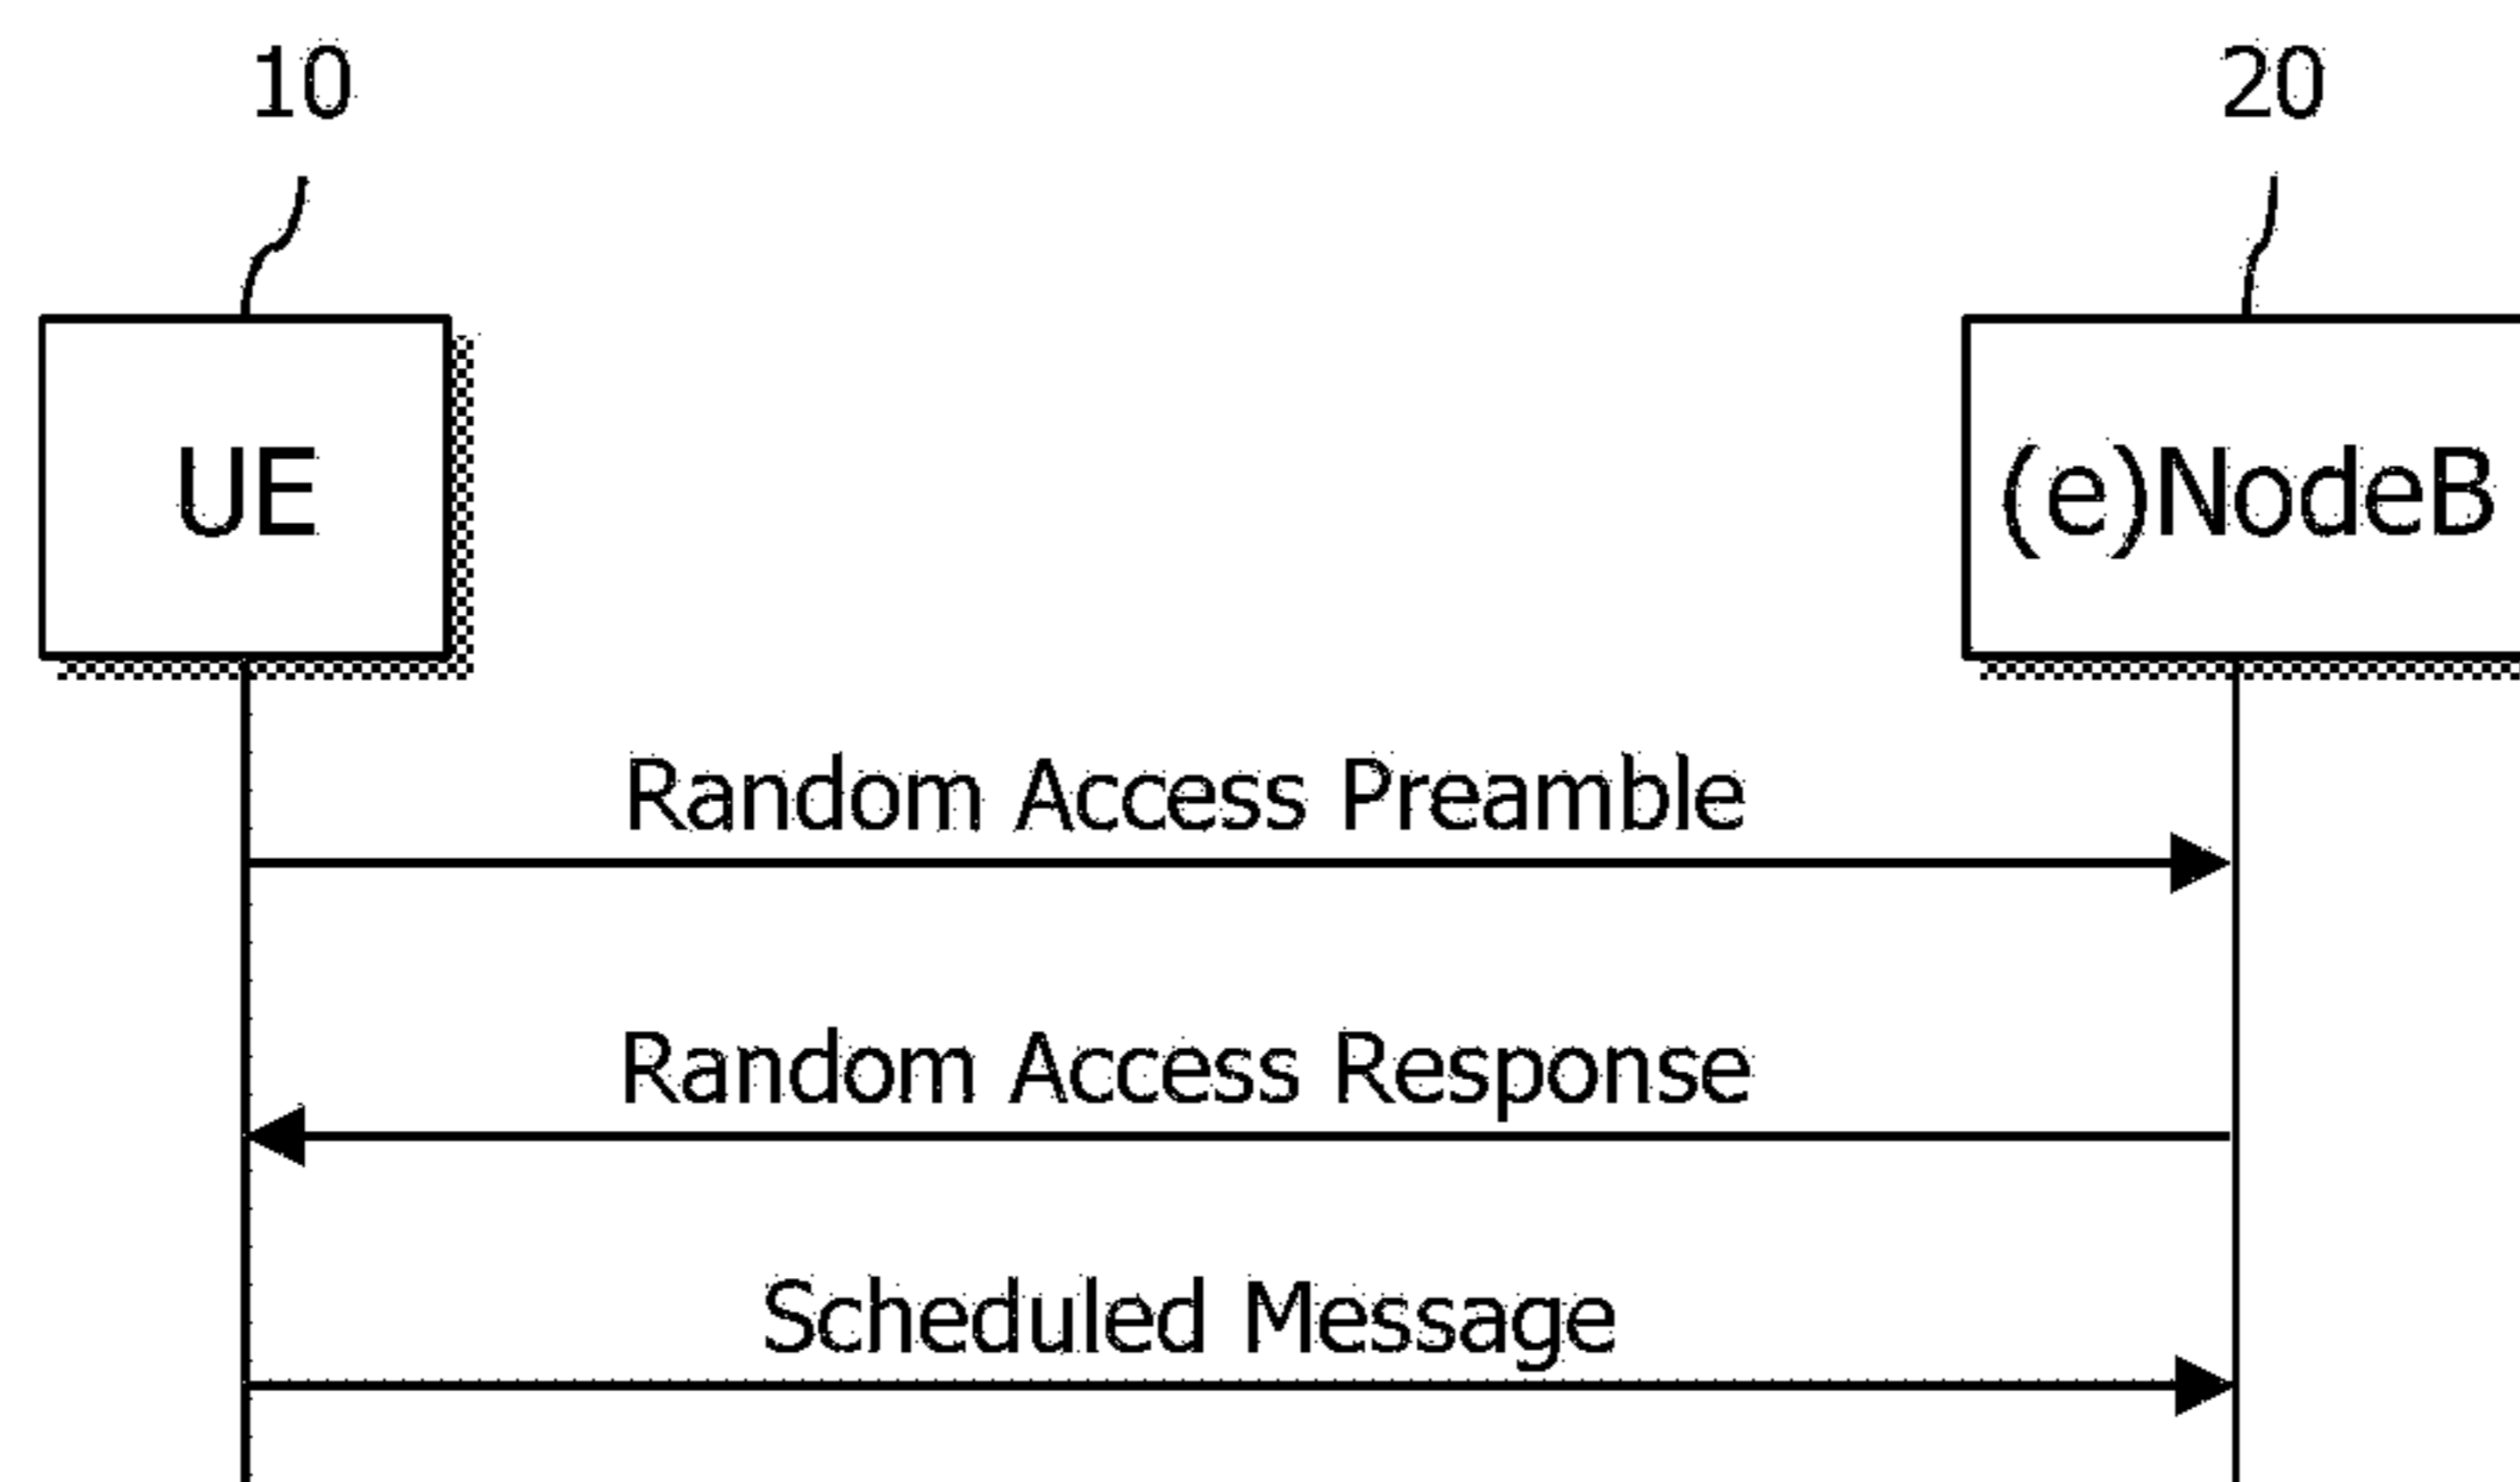 10
20
UE
(e)NodeB
Random Access Preamble
Random Access Response
Scheduled Message